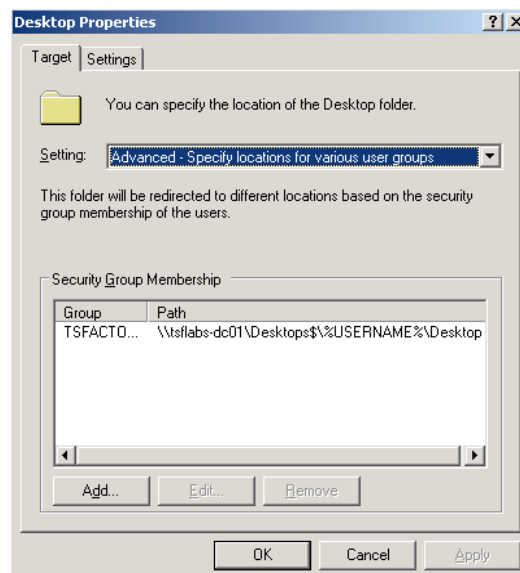 Desktop Properties
Target Settings
You can specify the location of the Desktop folder.
Setting: Advanced - Specify locations for various user groups
This folder will be redirected to different locations based on the security
group membership of the users.
Security Group Membership
Group Path
TSFACTO... \\tsflabs-dc01\Desktops$\%USERNAME%\Desktop
Add... Edit... Remove
OK Cancel Apply